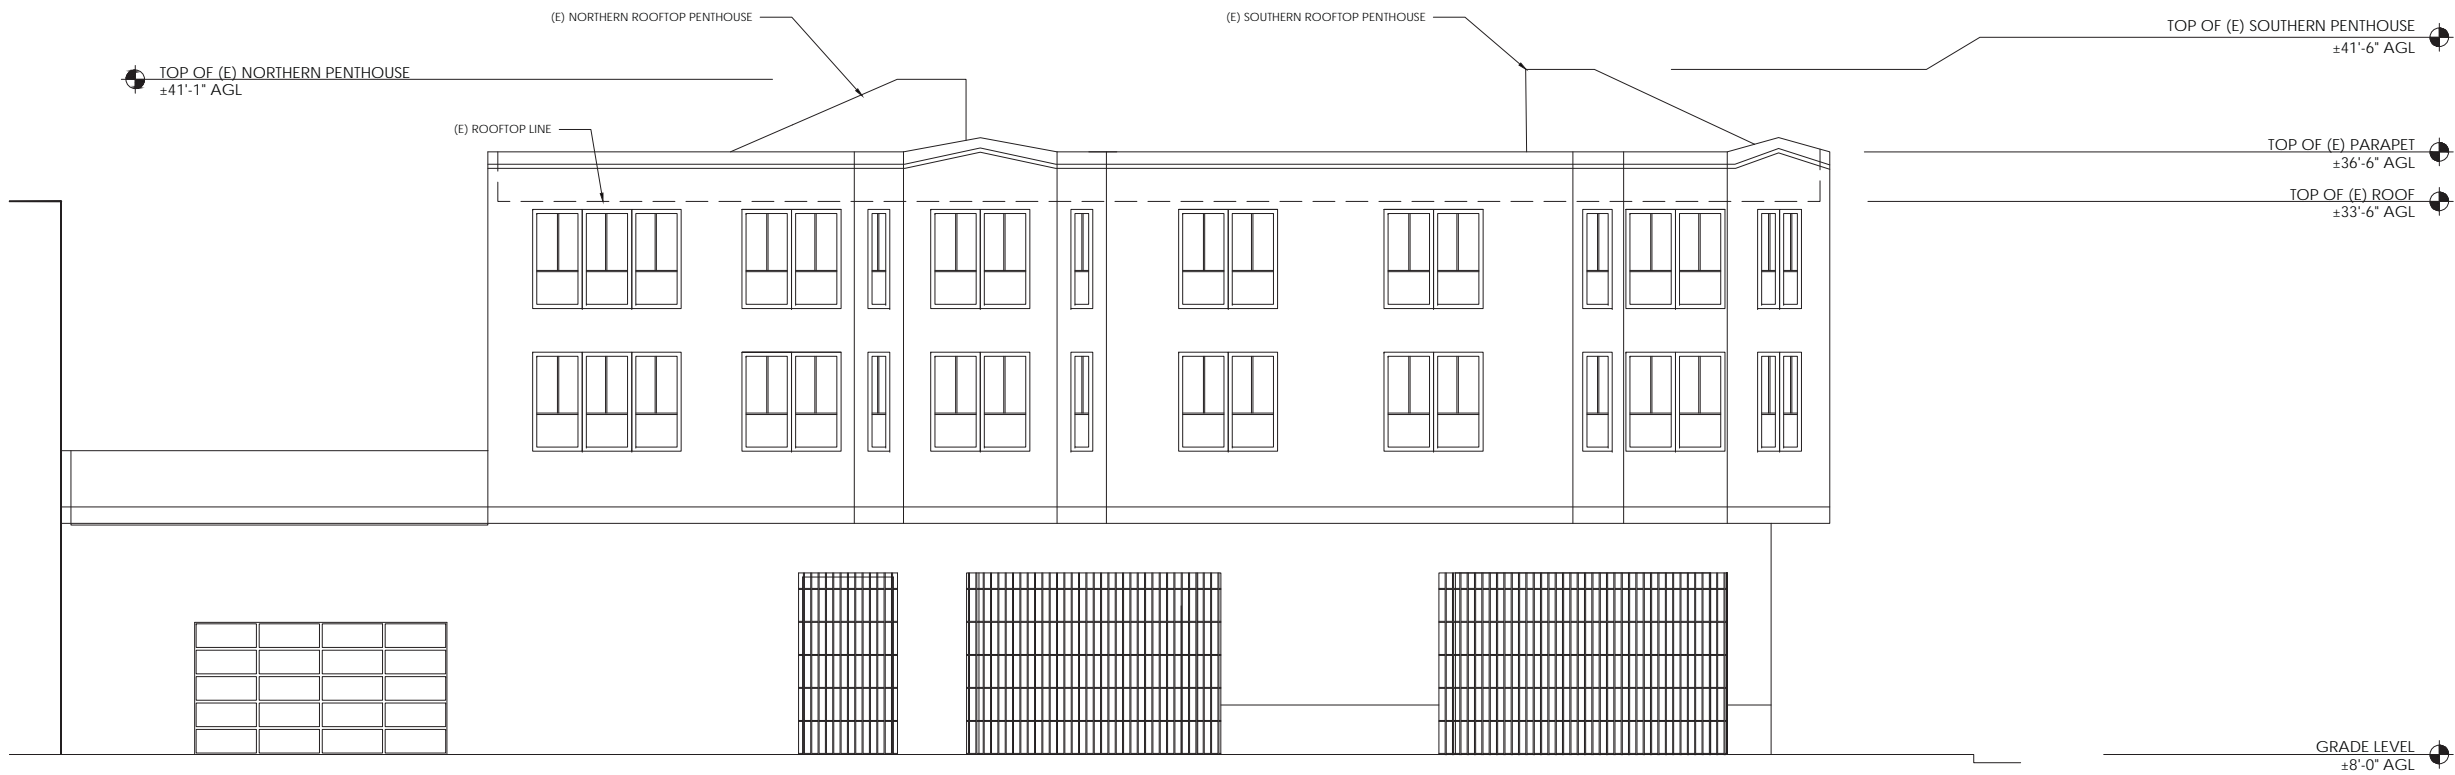 (E) NORTHERN ROOFTOP PENTHOUSE
(E) SOUTHERN ROOFTOP PENTHOUSE
TOP OF (E) SOUTHERN PENTHOUSE
±41'-6" AGL
TOP OF (E) NORTHERN PENTHOUSE
±41'-1" AGL
(E) ROOFTOP LINE
TOP OF (E) PARAPET
±36'-6" AGL
TOP OF (E) ROOF
±33'-6" AGL
GRADE LEVEL
±8'-0" AGL